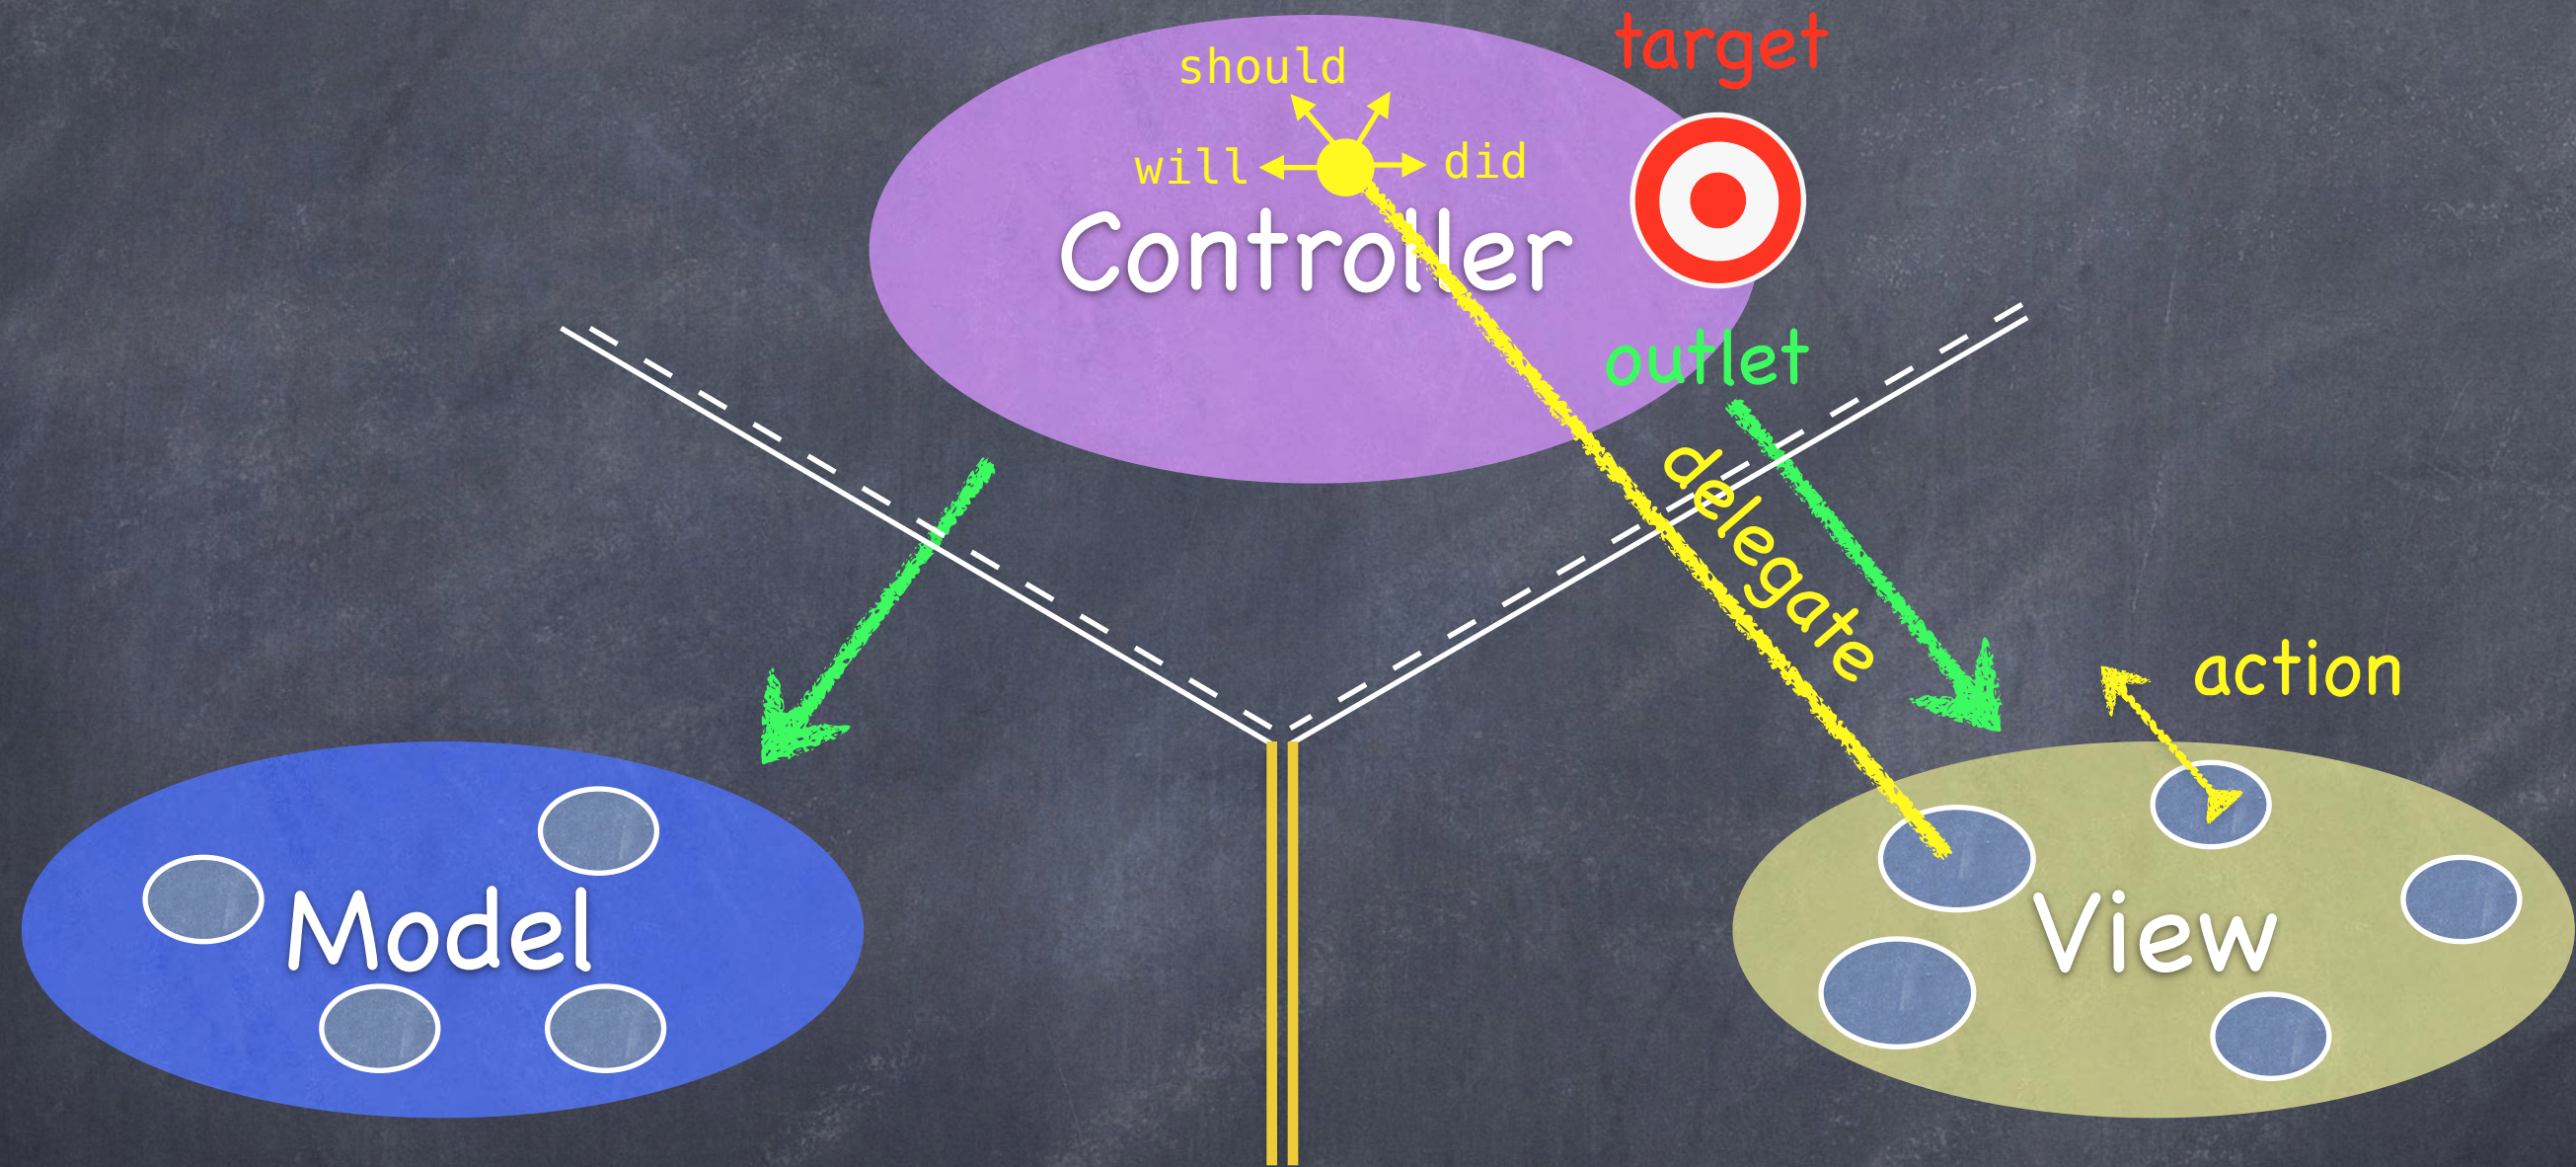 target
should
will
did
Controller
outlet
delegate
action
Model
View